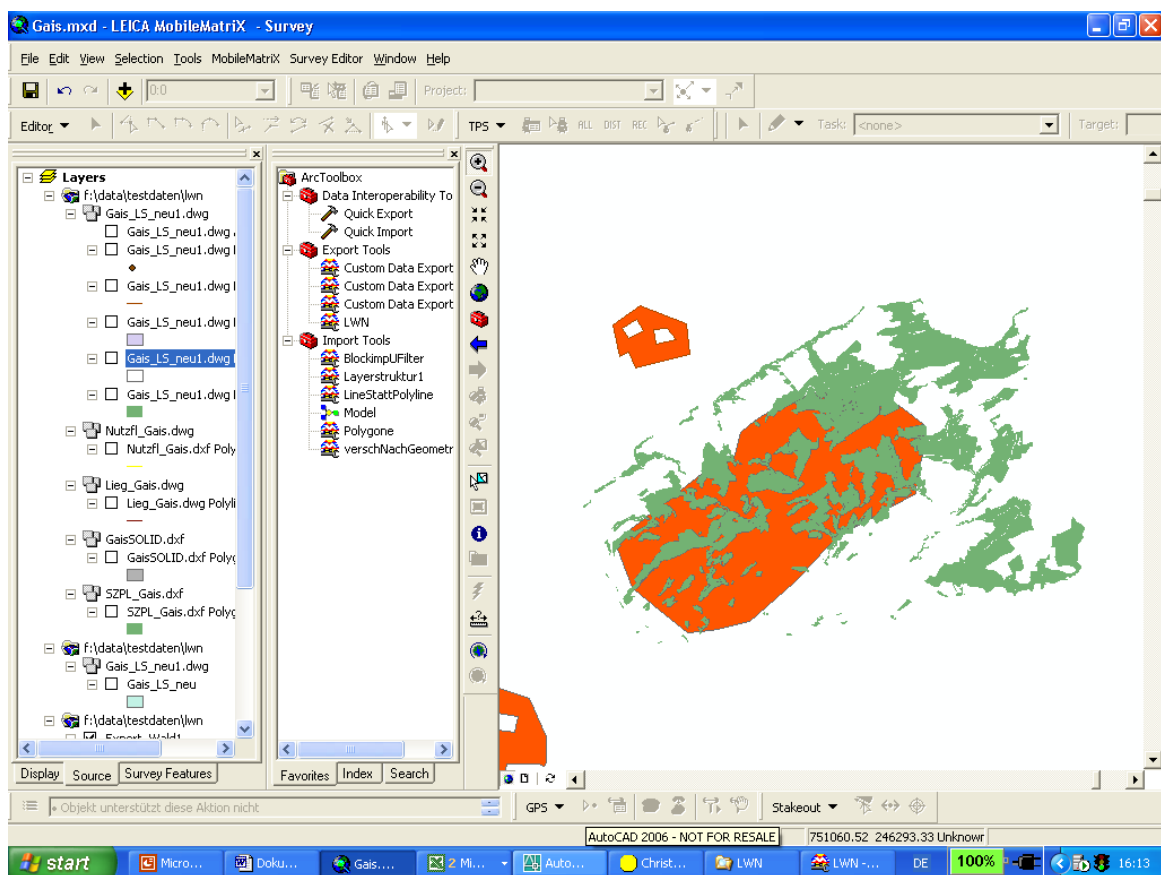 Gais.mxd - LEICA MobileMatriX - Survey
File Edit View Selection Tools MobileMatriX Survey Editor Window Help
0:0
Project:
Editor
TPS
ALL DIST REC
Task: <none>
Target:
Layers
f:\data\testdaten\lwn
Gais_LS_neu1.dwg
Gais_LS_neu1.dwg
Gais_LS_neu1.dwg
Gais_LS_neu1.dwg
Gais_LS_neu1.dwg
Gais_LS_neu1.dwg
Gais_LS_neu1.dwg
Nutzfl_Gais.dwg
Nutzfl_Gais.dxf Poly
Lieg_Gais.dwg
Lieg_Gais.dwg Polyli
GaisSOLID.dxf
GaisSOLID.dxf Polyg
SZPL_Gais.dxf
SZPL_Gais.dxf Polyg
f:\data\testdaten\lwn
Gais_LS_neu1.dwg
Gais_LS_neu
f:\data\testdaten\lwn
Export_Wald1
Display Source Survey Features
ArcToolbox
Data Interoperability To
Quick Export
Quick Import
Export Tools
Custom Data Export
Custom Data Export
Custom Data Export
LWN
Import Tools
BlockimpUFilter
Layerstruktur1
LineStattPolyline
Model
Polygone
verschNachGeometr
Favorites Index Search
Objekt unterstützt diese Aktion nicht
GPS
Stakeout
AutoCAD 2006 - NOT FOR RESALE
751060.52 246293.33 Unknowr
start
Micro...
Doku...
Gais....
2 Mi...
Auto...
Christ...
LWN
LWN -...
DE
100%
16:13